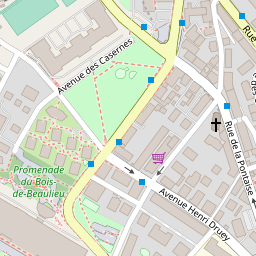 Avenue des Casernes
Rue
Rue de la Pontaise
Promenade
du Bois-
de-Beaulieu
Avenue Henri Druey